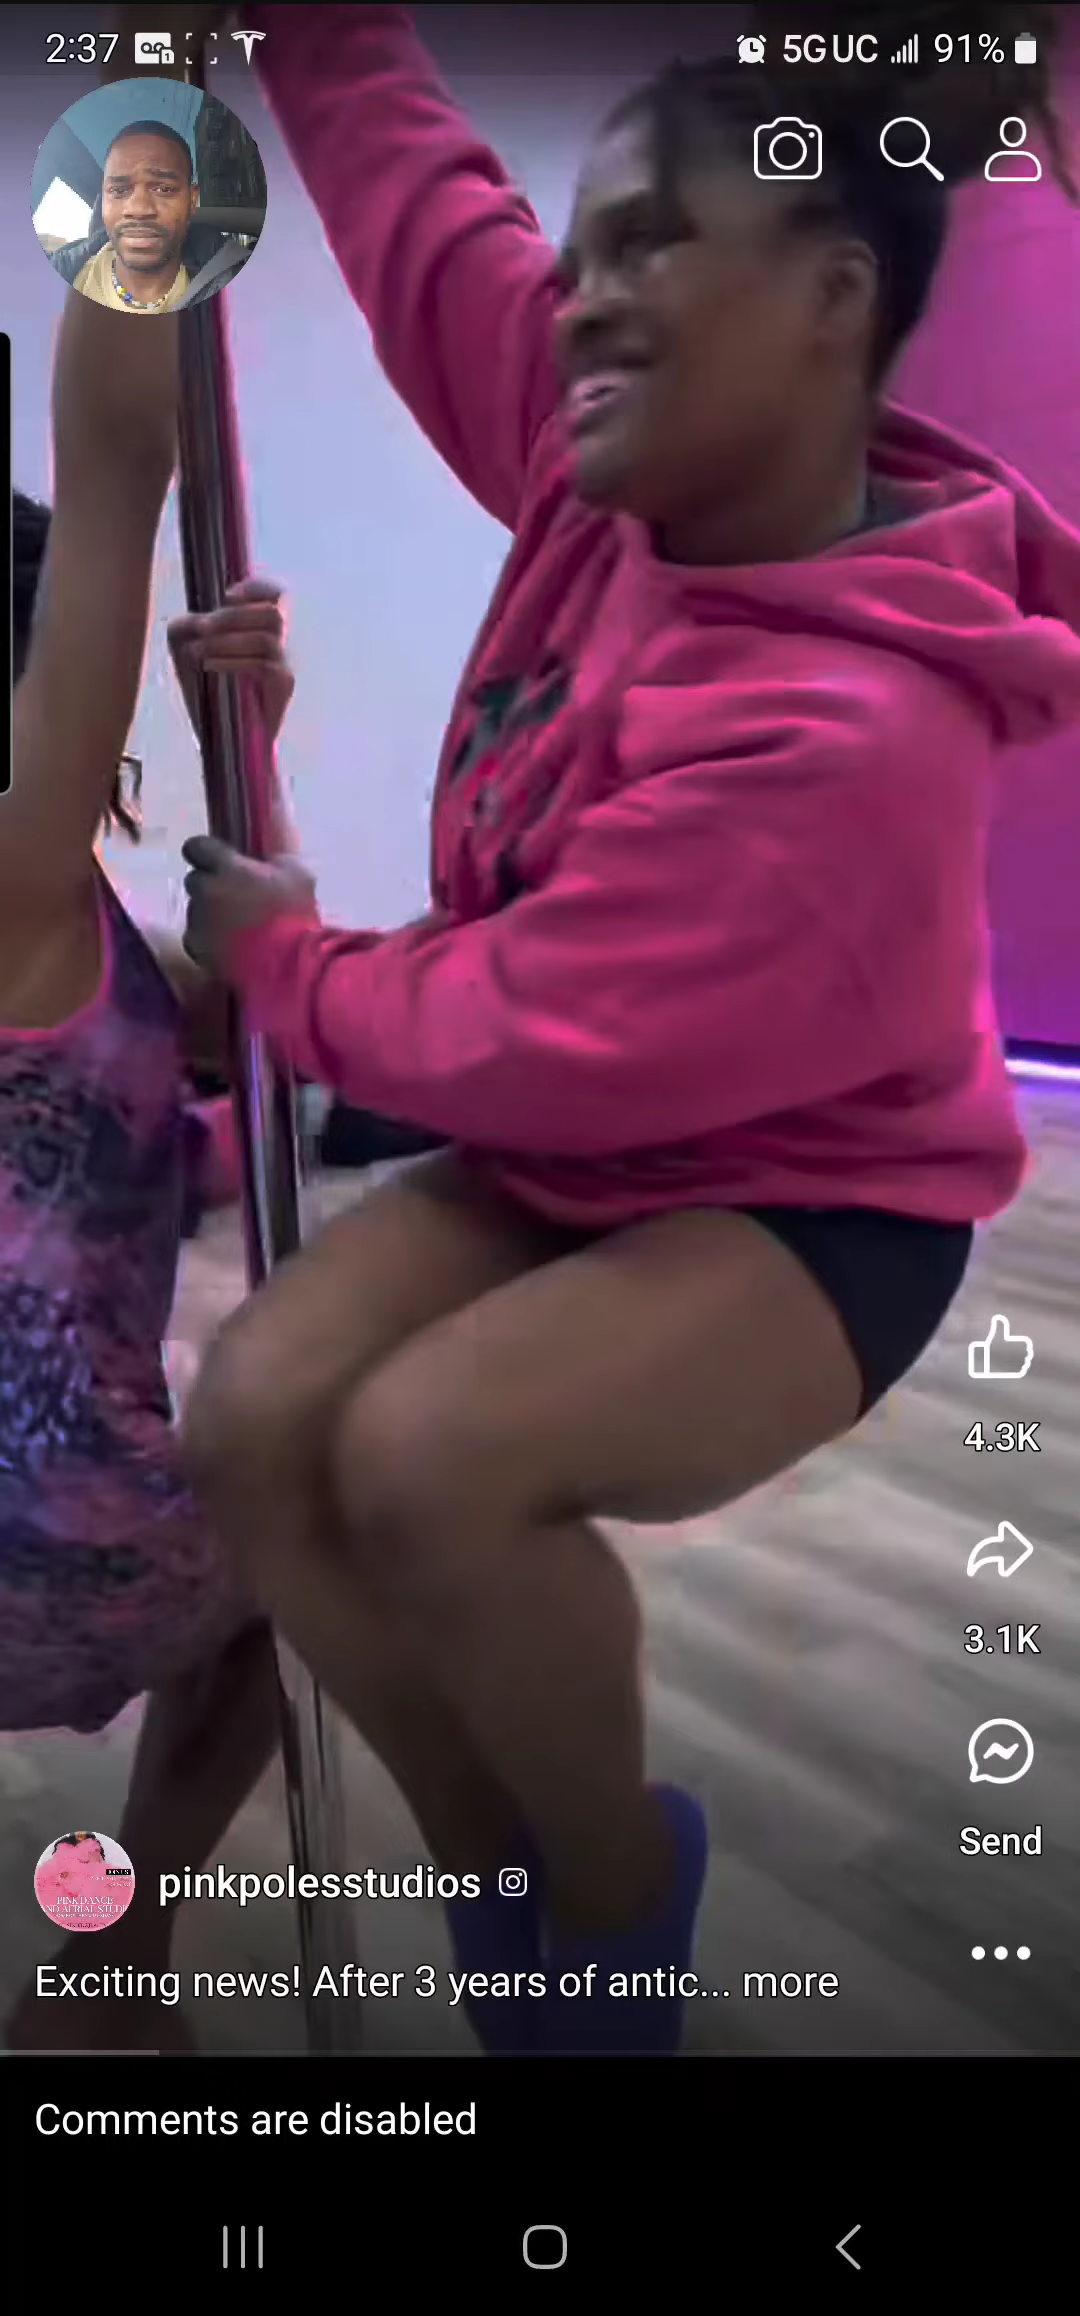 2:37
5G UC 91%
4.3K
3.1K
Send
pinkpolesstudios
Exciting news! After 3 years of antic... more
Comments are disabled